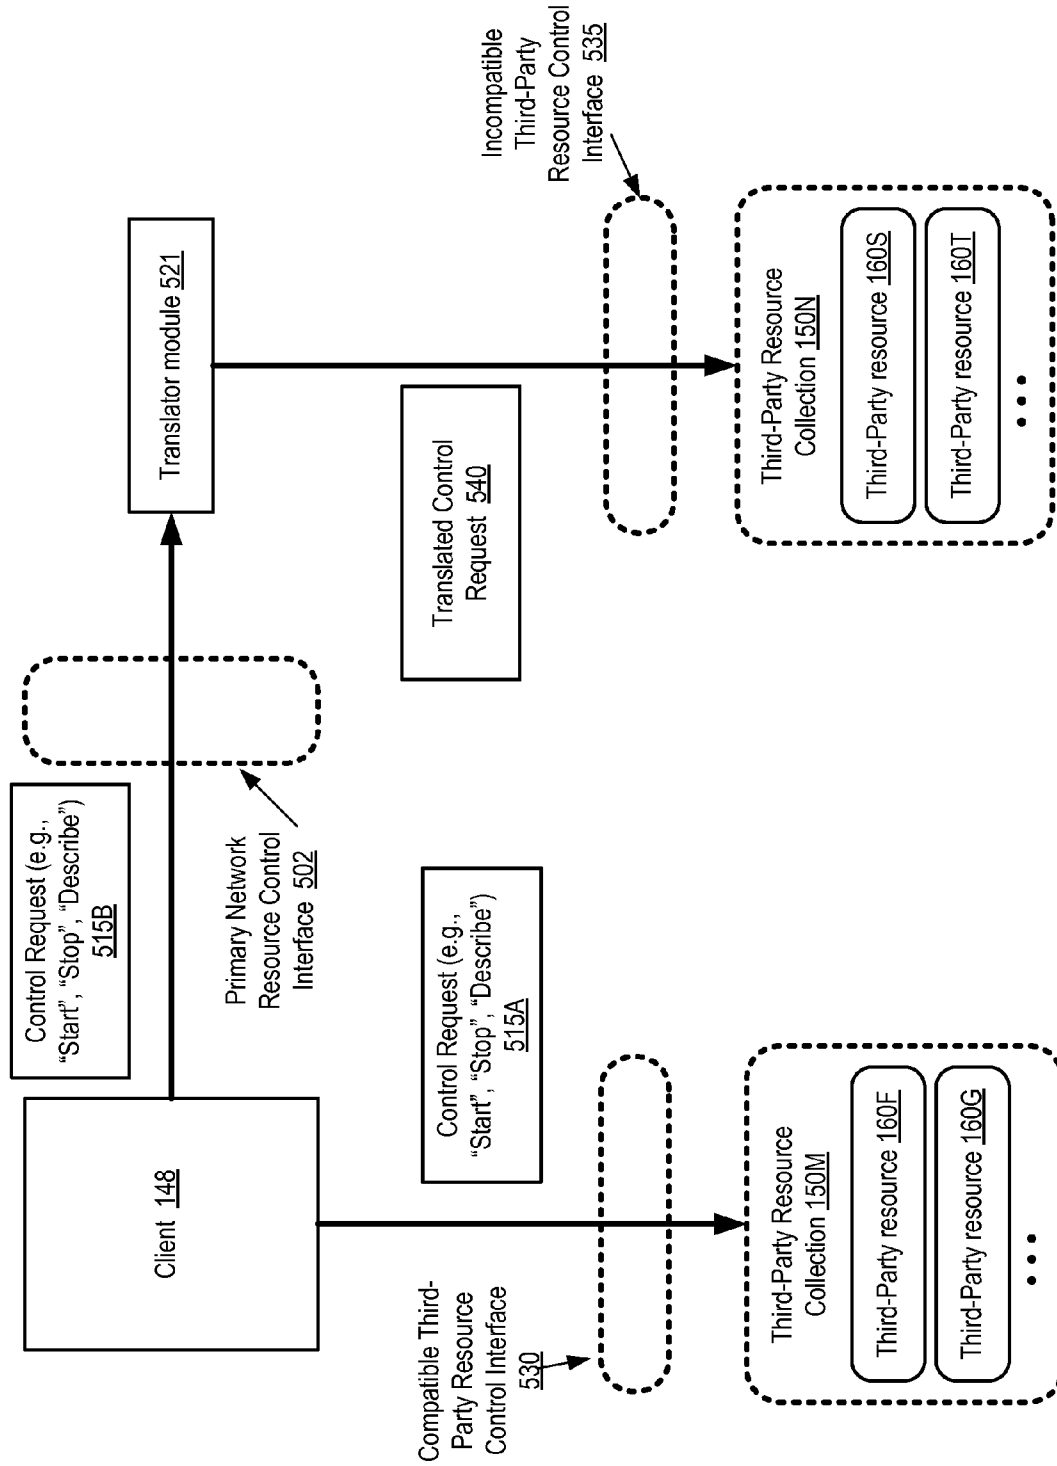 Client 148
Control Request (e.g.,
"Start", "Stop", "Describe")
515B
Primary Network
Resource Control
Interface 502
Translator module 521
Compatible Third-
Party Resource
Control Interface
530
Control Request (e.g.,
"Start", "Stop", "Describe")
515A
Translated Control
Request 540
Incompatible
Third-Party
Resource Control
Interface 535
Third-Party Resource
Collection 150M
Third-Party resource 160F
Third-Party resource 160G
Third-Party Resource
Collection 150N
Third-Party resource 160S
Third-Party resource 160T